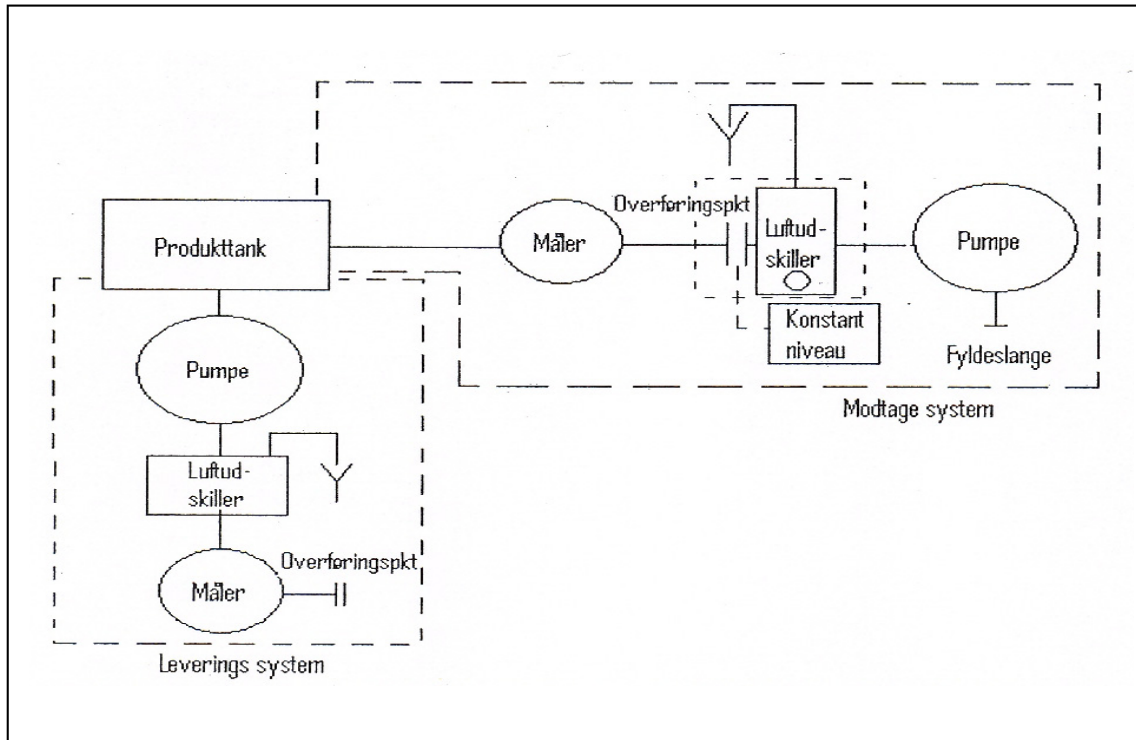 Overføringspkt
Luftud-
skiller
Produkttank
Måler
Pumpe
Konstant
niveau
Fyldeslange
Modtage system
Pumpe
Luftud-
skiller
Overføringspkt
Måler
Leverings system